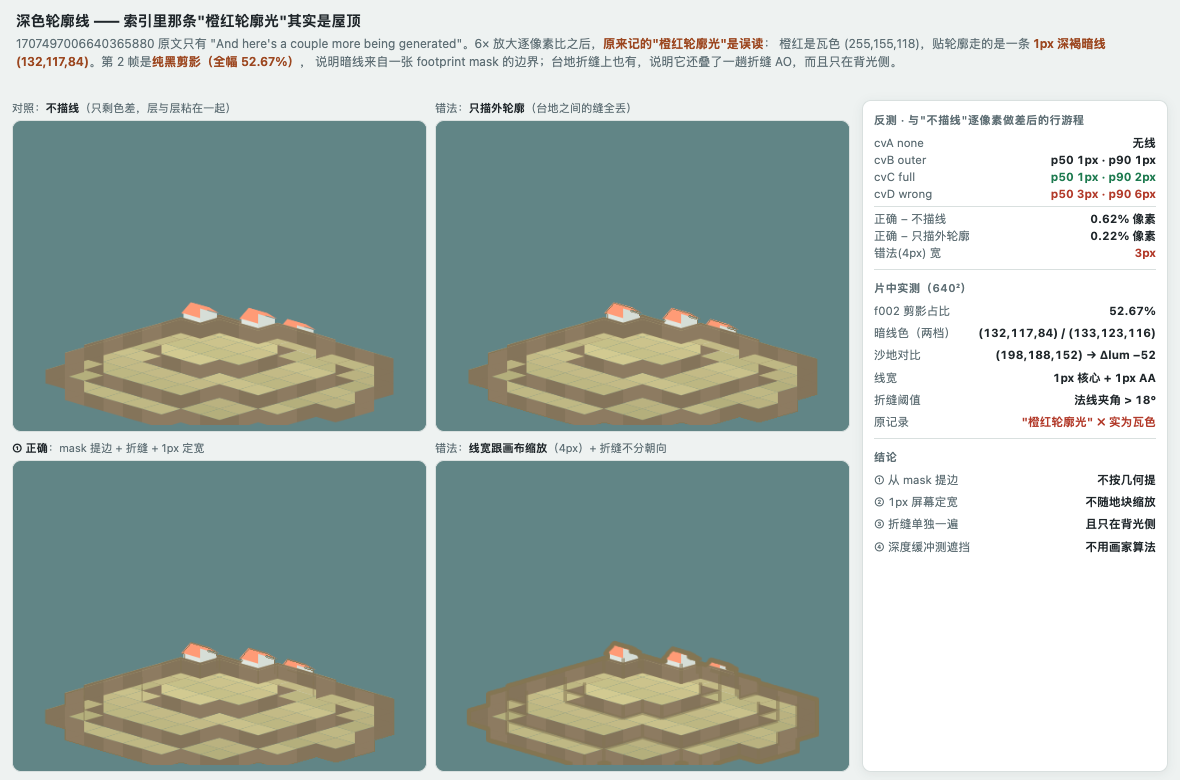 深色轮廓线 —— 索引里那条"橙红轮廓光"其实是屋顶
1707497006640365880 原文只有 "And here's a couple more being generated"。6× 放大逐像素比之后，原来记的"橙红轮廓光"是误读： 橙红是瓦色 (255,155,118)，贴轮廓走的是一条 1px 深褐暗线
(132,117,84)。第 2 帧是纯黑剪影（全幅 52.67%）， 说明暗线来自一张 footprint mask 的边界；台地折缝上也有，说明它还叠了一趟折缝 AO，而且只在背光侧。
对照：不描线（只剩色差，层与层粘在一起）
错法：只描外轮廓（台地之间的缝全丢）
① 正确：mask 提边 + 折缝 + 1px 定宽
错法：线宽跟画布缩放（4px）+ 折缝不分朝向
反测 · 与"不描线"逐像素做差后的行游程
cvA none 无线
cvB outer p50 1px · p90 1px
cvC full p50 1px · p90 2px
cvD wrong p50 3px · p90 6px
正确 − 不描线 0.62% 像素
正确 − 只描外轮廓 0.22% 像素
错法(4px) 宽 3px
片中实测（640²）
f002 剪影占比 52.67%
暗线色（两档） (132,117,84) / (133,123,116)
沙地对比 (198,188,152) → Δlum −52
线宽 1px 核心 + 1px AA
折缝阈值 法线夹角 > 18°
原记录 "橙红轮廓光" × 实为瓦色
结论
① 从 mask 提边 不按几何提
② 1px 屏幕定宽 不随地块缩放
③ 折缝单独一遍 且只在背光侧
④ 深度缓冲测遮挡 不用画家算法